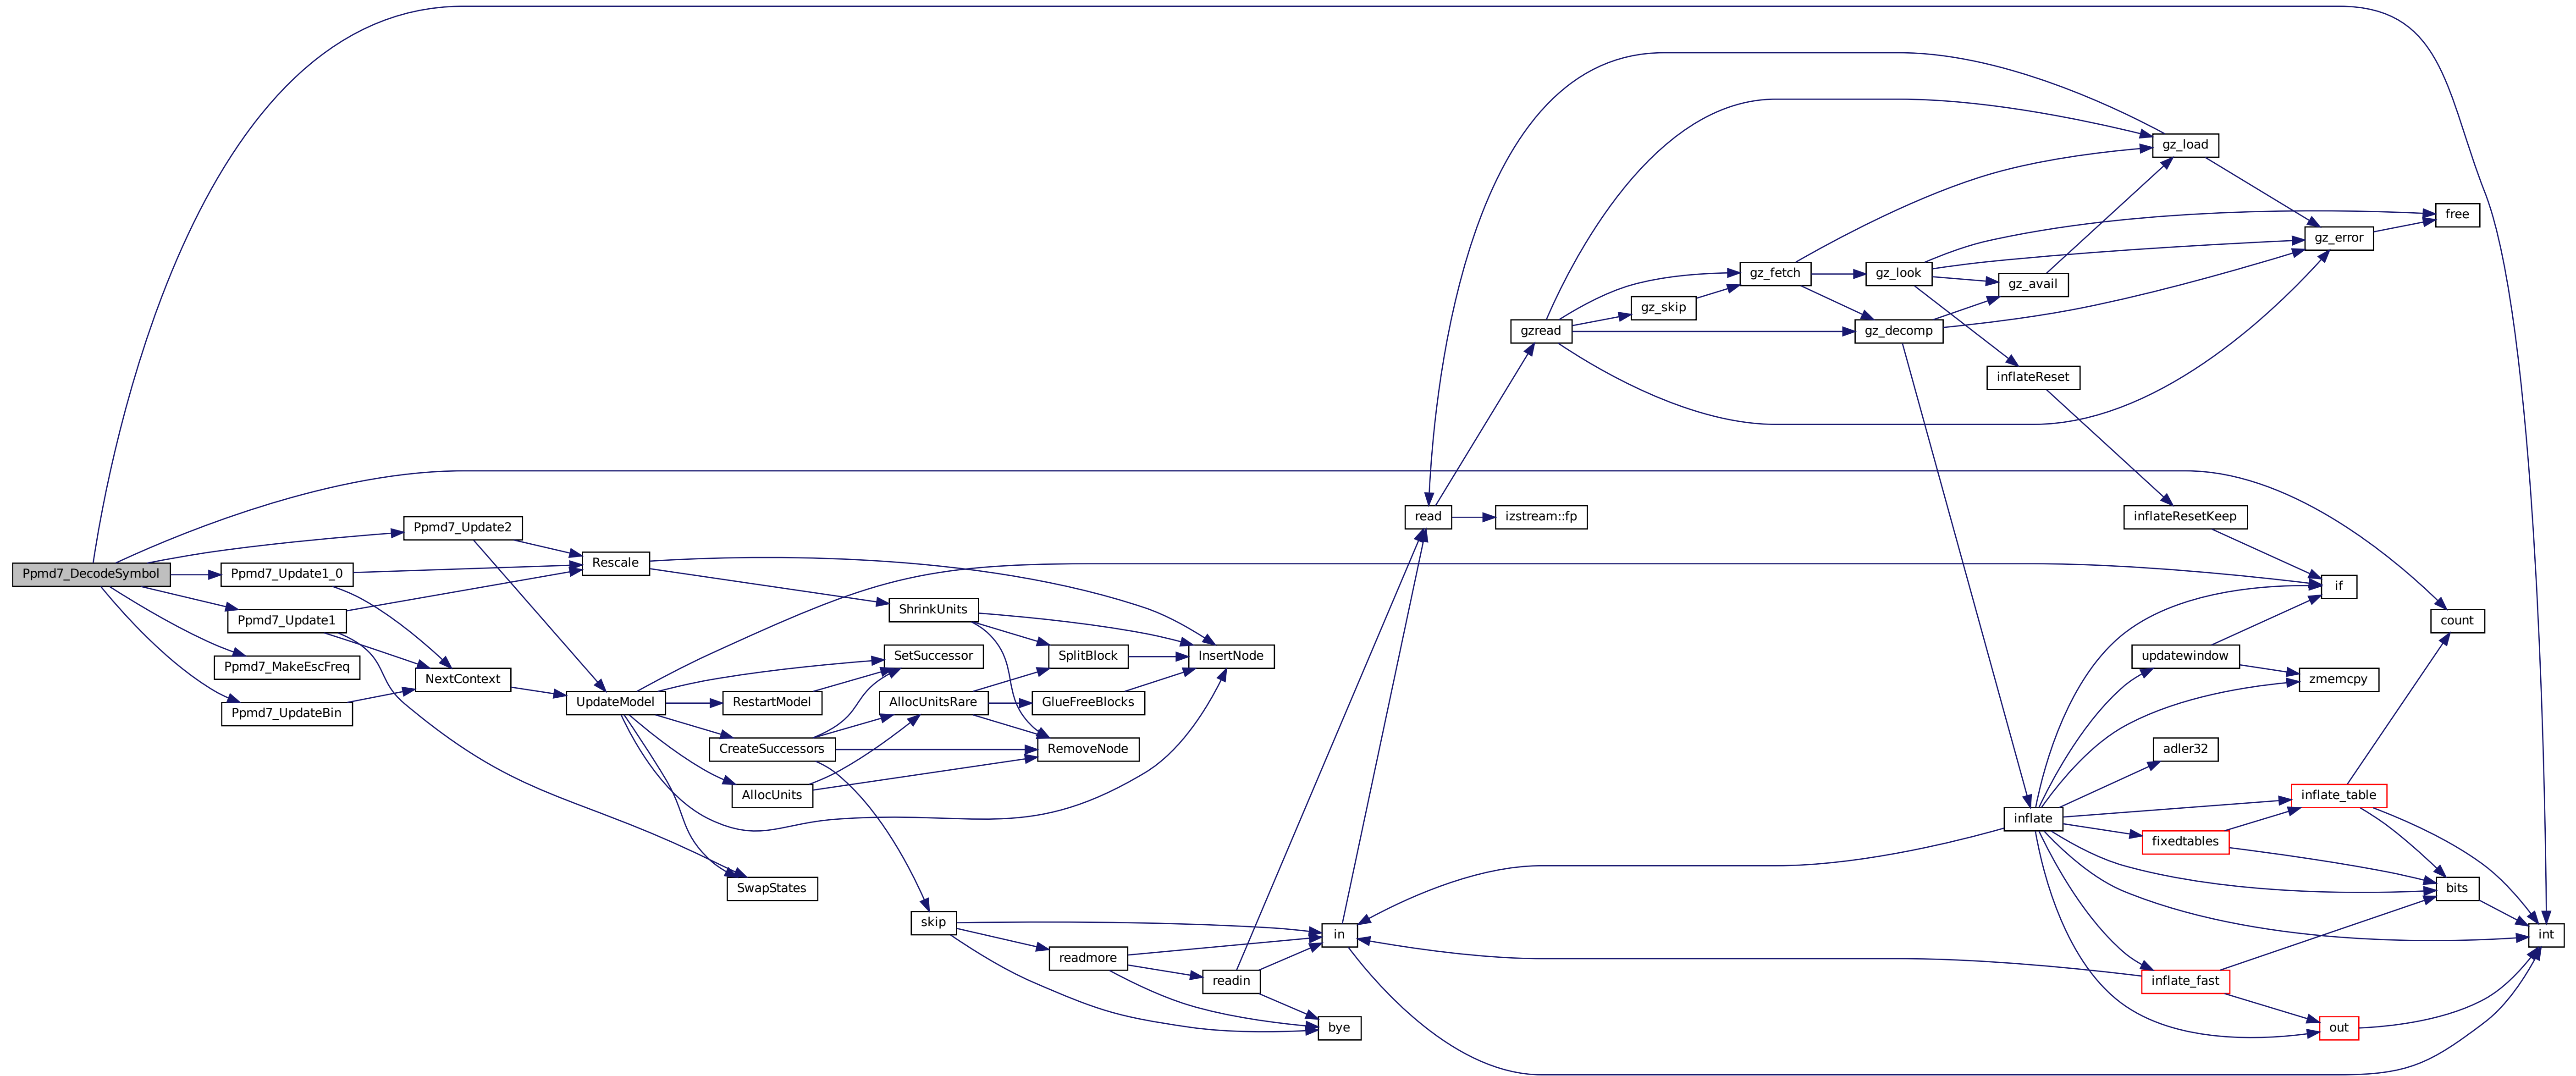 Ppmd7_DecodeSymbol
Ppmd7_Update2
Ppmd7_Update1_0
Ppmd7_Update1
Ppmd7_MakeEscFreq
Ppmd7_UpdateBin
NextContext
Rescale
UpdateModel
SetSuccessor
RestartModel
CreateSuccessors
AllocUnits
SwapStates
ShrinkUnits
AllocUnitsRare
skip
SplitBlock
GlueFreeBlocks
RemoveNode
InsertNode
readmore
readin
in
bye
read
izstream::fp
gzread
gz_skip
gz_fetch
gz_look
gz_decomp
gz_avail
gz_load
gz_error
free
inflateReset
inflateResetKeep
if
count
updatewindow
zmemcpy
adler32
inflate
inflate_table
fixedtables
bits
inflate_fast
int
out